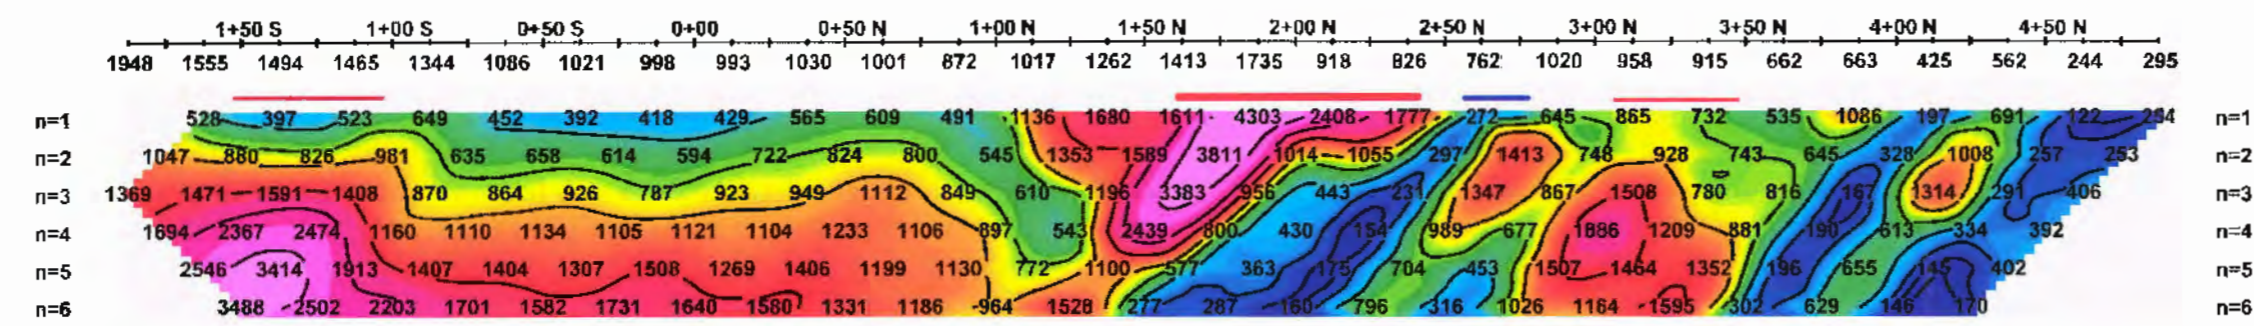 1+50 S 1+00 S 0+50 S 0+00 0+50 N 1+00 N 1+50 N 2+00 N 2+50 N 3+00 N 3+50 N 4+00 N 4+50 N
1948 1555 1494 1465 1344 1086 1021 998 993 1030 1001 872 1017 1262 1413 1735 918 826 762 1020 958 915 662 663 425 562 244 295
n=1 528 397 523 649 452 392 418 429 565 609 491 1136 1680 1611 4303 2408 1777 272 645 865 732 535 1086 197 691 122 254 n=1
n=2 1047 880 826 981 635 658 614 594 722 824 800 545 1353 1589 3811 1014 1055 297 1413 748 928 743 645 328 1008 257 253 n=2
n=3 1369 1471 1591 1408 870 864 926 787 923 949 1112 849 610 1196 3383 956 443 231 1347 867 1508 780 816 167 1314 291 406 n=3
n=4 1694 2367 2474 1160 1110 1134 1105 1121 1104 1233 1106 897 543 2439 800 430 154 989 677 1886 1209 881 190 613 334 392 n=4
n=5 2546 3414 1913 1407 1404 1307 1508 1269 1406 1199 1130 772 1100 577 363 175 704 453 1507 1464 1352 196 655 145 402 n=5
n=6 3488 2502 2203 1701 1582 1731 1640 1580 1331 1186 964 1528 277 287 160 796 316 1026 1164 1595 302 629 146 170 n=6